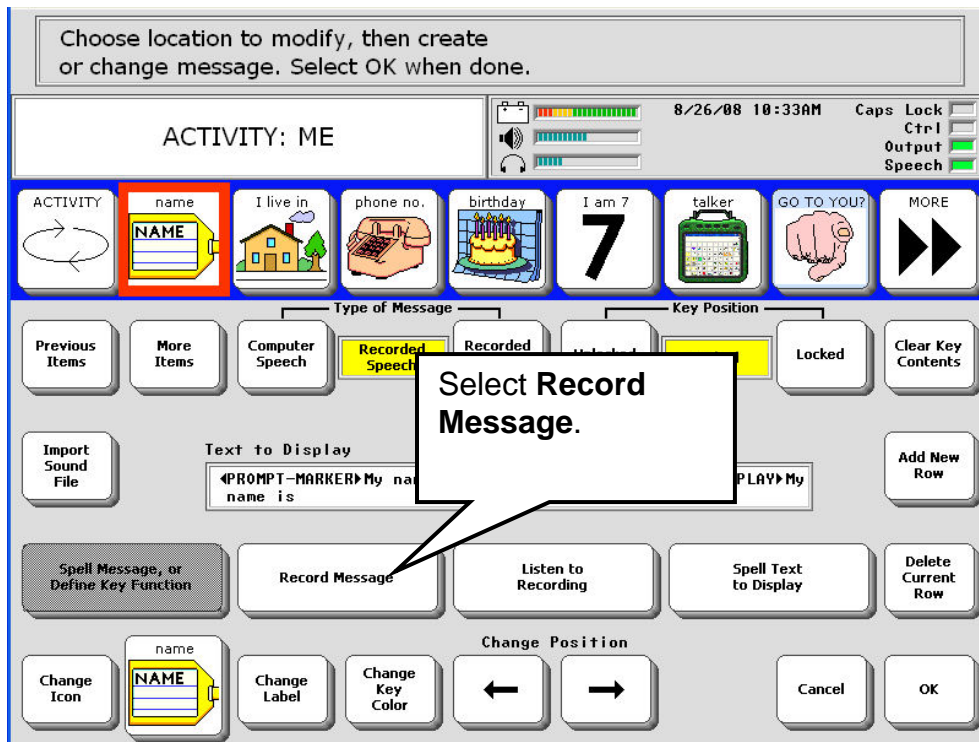 Choose location to modify, then create
or change message. Select OK when done.
ACTIVITY: ME
8/26/08 10:33AM
Caps Lock
Ctrl
Output
Speech
ACTIVITY
name
NAME
I live in
phone no.
birthday
I am 7
7
talker
GO TO YOU?
MORE
Type of Message
Key Position
Previous
Items
More
Items
Computer
Speech
Recorded
Speech
Recorded
Locked
Clear Key
Contents
Select Record
Message.
Import
Sound
File
Text to Display
◀PROMPT-MARKER▶My
PLAY▶My
name is
Add New
Row
Spell Message, or
Define Key Function
Record Message
Listen to
Recording
Spell Text
to Display
Delete
Current
Row
Change
Icon
name
NAME
Change
Label
Change
Key
Color
Change Position
Cancel
OK